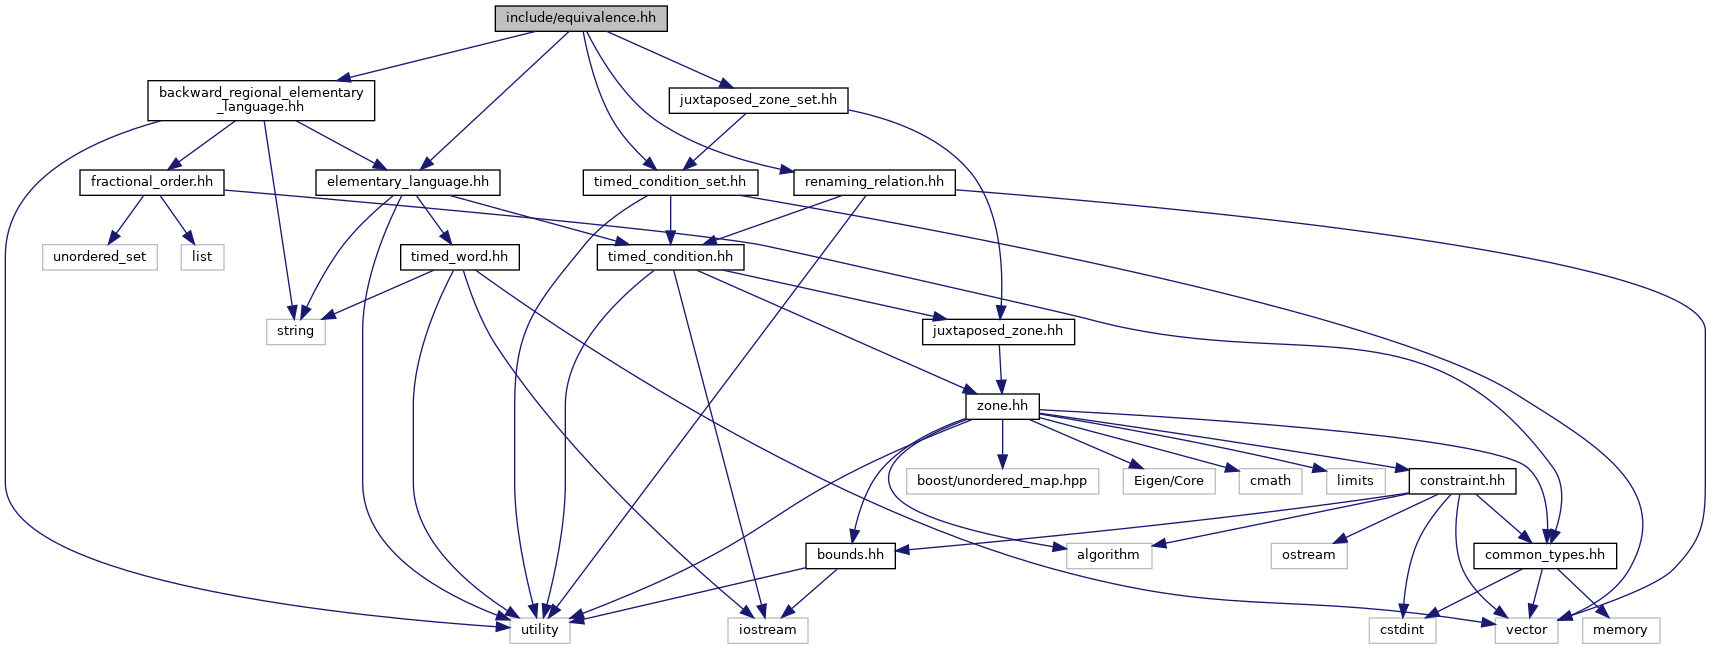 include/equivalence.hh
backward_regional_elementary
_language.hh
juxtaposed_zone_set.hh
fractional_order.hh
elementary_language.hh
timed_condition_set.hh
renaming_relation.hh
unordered_set
list
timed_word.hh
timed_condition.hh
string
juxtaposed_zone.hh
zone.hh
boost/unordered_map.hpp
Eigen/Core
cmath
limits
constraint.hh
bounds.hh
algorithm
ostream
common_types.hh
utility
iostream
cstdint
vector
memory